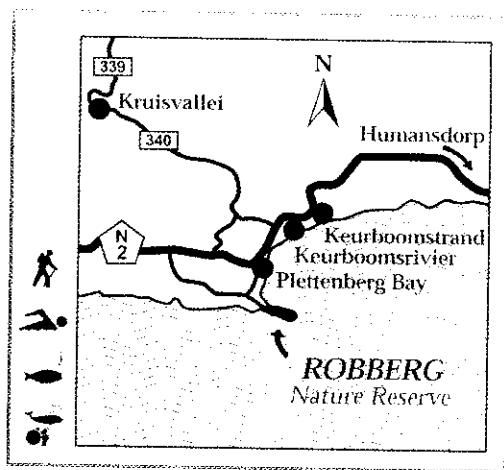 339
Kruisvallei
340
N
Humansdorp
N
2
Keurboomstrand
Keurboomsrivier
Plettenberg Bay
ROBBERG
Nature Reserve